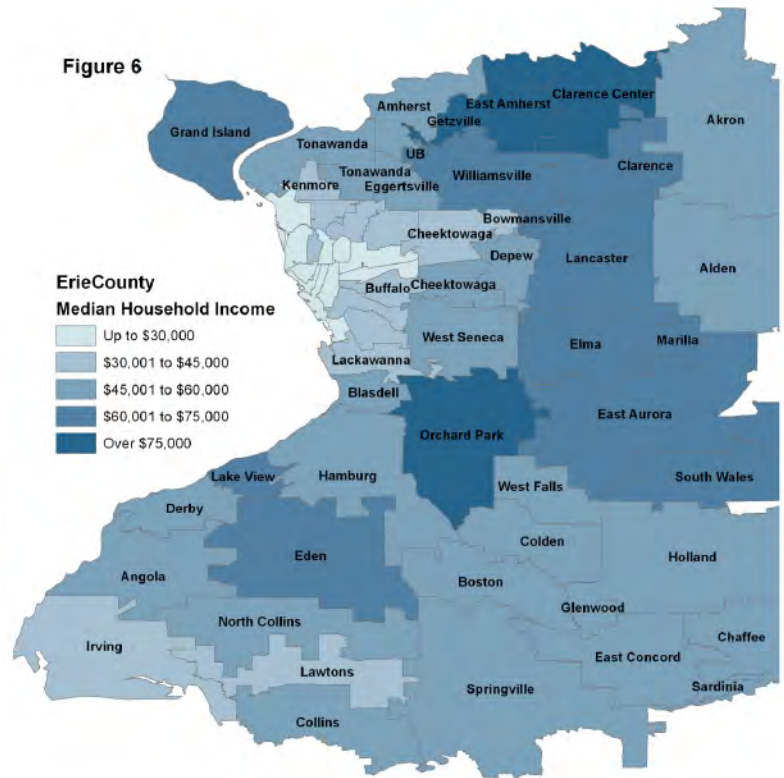 Figure 6
Grand Island
Amherst
East Amherst
Clarence Center
Getzville
Akron
Tonawanda
UB
Tonawanda
Eggertsville
Williamsville
Clarence
Kenmore
Bowmansville
Cheektowaga
Depew
Lancaster
Alden
ErieCounty
Median Household Income
Up to $30,000
$30,001 to $45,000
$45,001 to $60,000
$60,001 to $75,000
Over $75,000
Buffalo
Cheektowaga
West Seneca
Elma
Marilla
Lackawanna
Blasdell
East Aurora
Orchard Park
Lake View
Hamburg
West Falls
South Wales
Derby
Eden
Colden
Holland
Angola
Boston
Glenwood
North Collins
Chaffee
Irving
East Concord
Lawtons
Springville
Sardinia
Collins